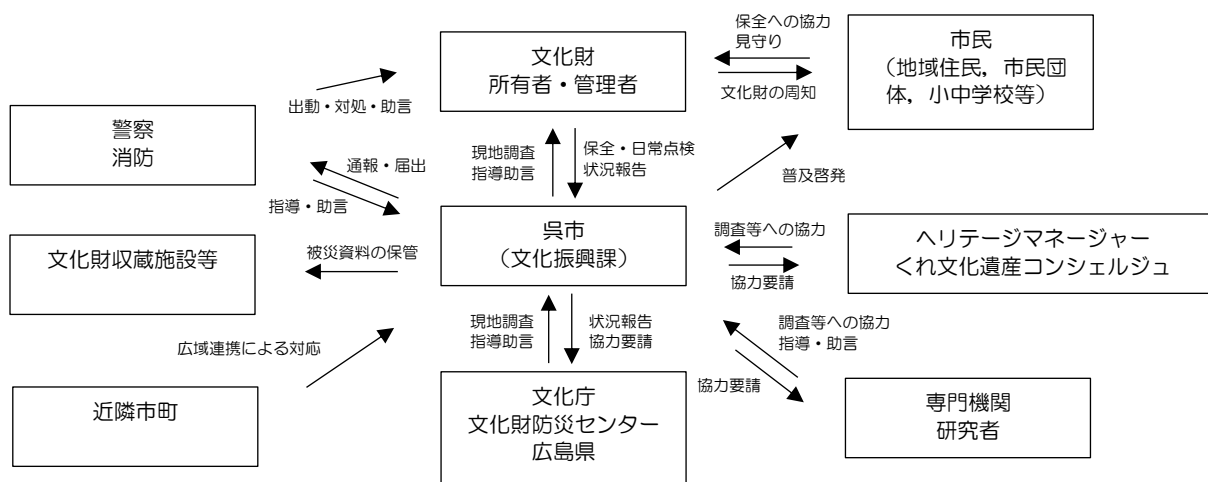 保全への協力
見守り
文化財
所有者・管理者
市民
（地域住民，市民団
体，小中学校等）
文化財の周知
出動・対処・助言
警察
消防
現地調査
指導助言
保全・日常点検
状況報告
通報・届出
指導・助言
普及啓発
文化財収蔵施設等
被災資料の保管
呉市
（文化振興課）
調査等への協力
協力要請
ヘリテージマネージャー
くれ文化遺産コンシェルジュ
現地調査
指導助言
状況報告
協力要請
調査等への協力
指導・助言
広域連携による対応
協力要請
近隣市町
文化庁
文化財防災センター
広島県
専門機関
研究者